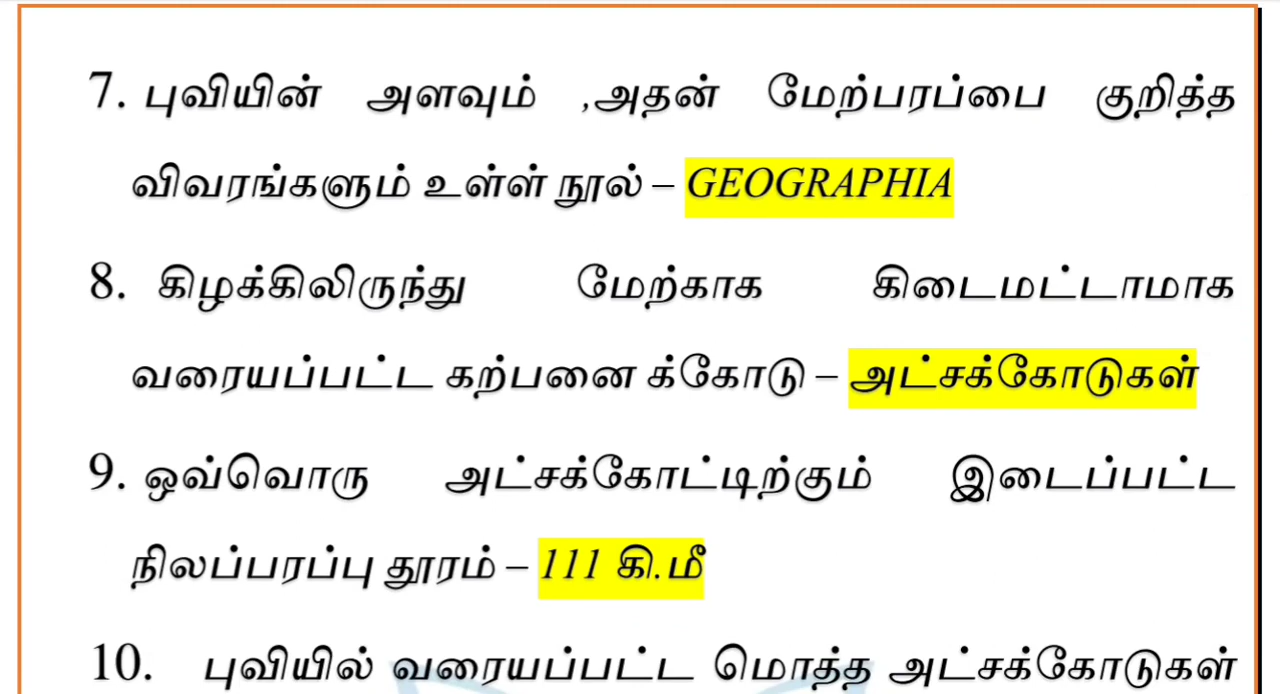 7. புவியின் அளவும் ,அதன் மேற்பரப்பை குறித்த
விவரங்களும் உள்ள் நூல் – GEOGRAPHIA
8. கிழக்கிலிருந்து மேற்காக கிடைமட்டாமாக
வரையப்பட்ட கற்பனை க்கோடு – அட்சக்கோடுகள்
9. ஒவ்வொரு அட்சக்கோட்டிற்கும் இடைப்பட்ட
நிலப்பரப்பு தூரம் – 111 கி.மீ
10. புவியில் வரையப்பட்ட மொத்த அட்சக்கோடுகள்